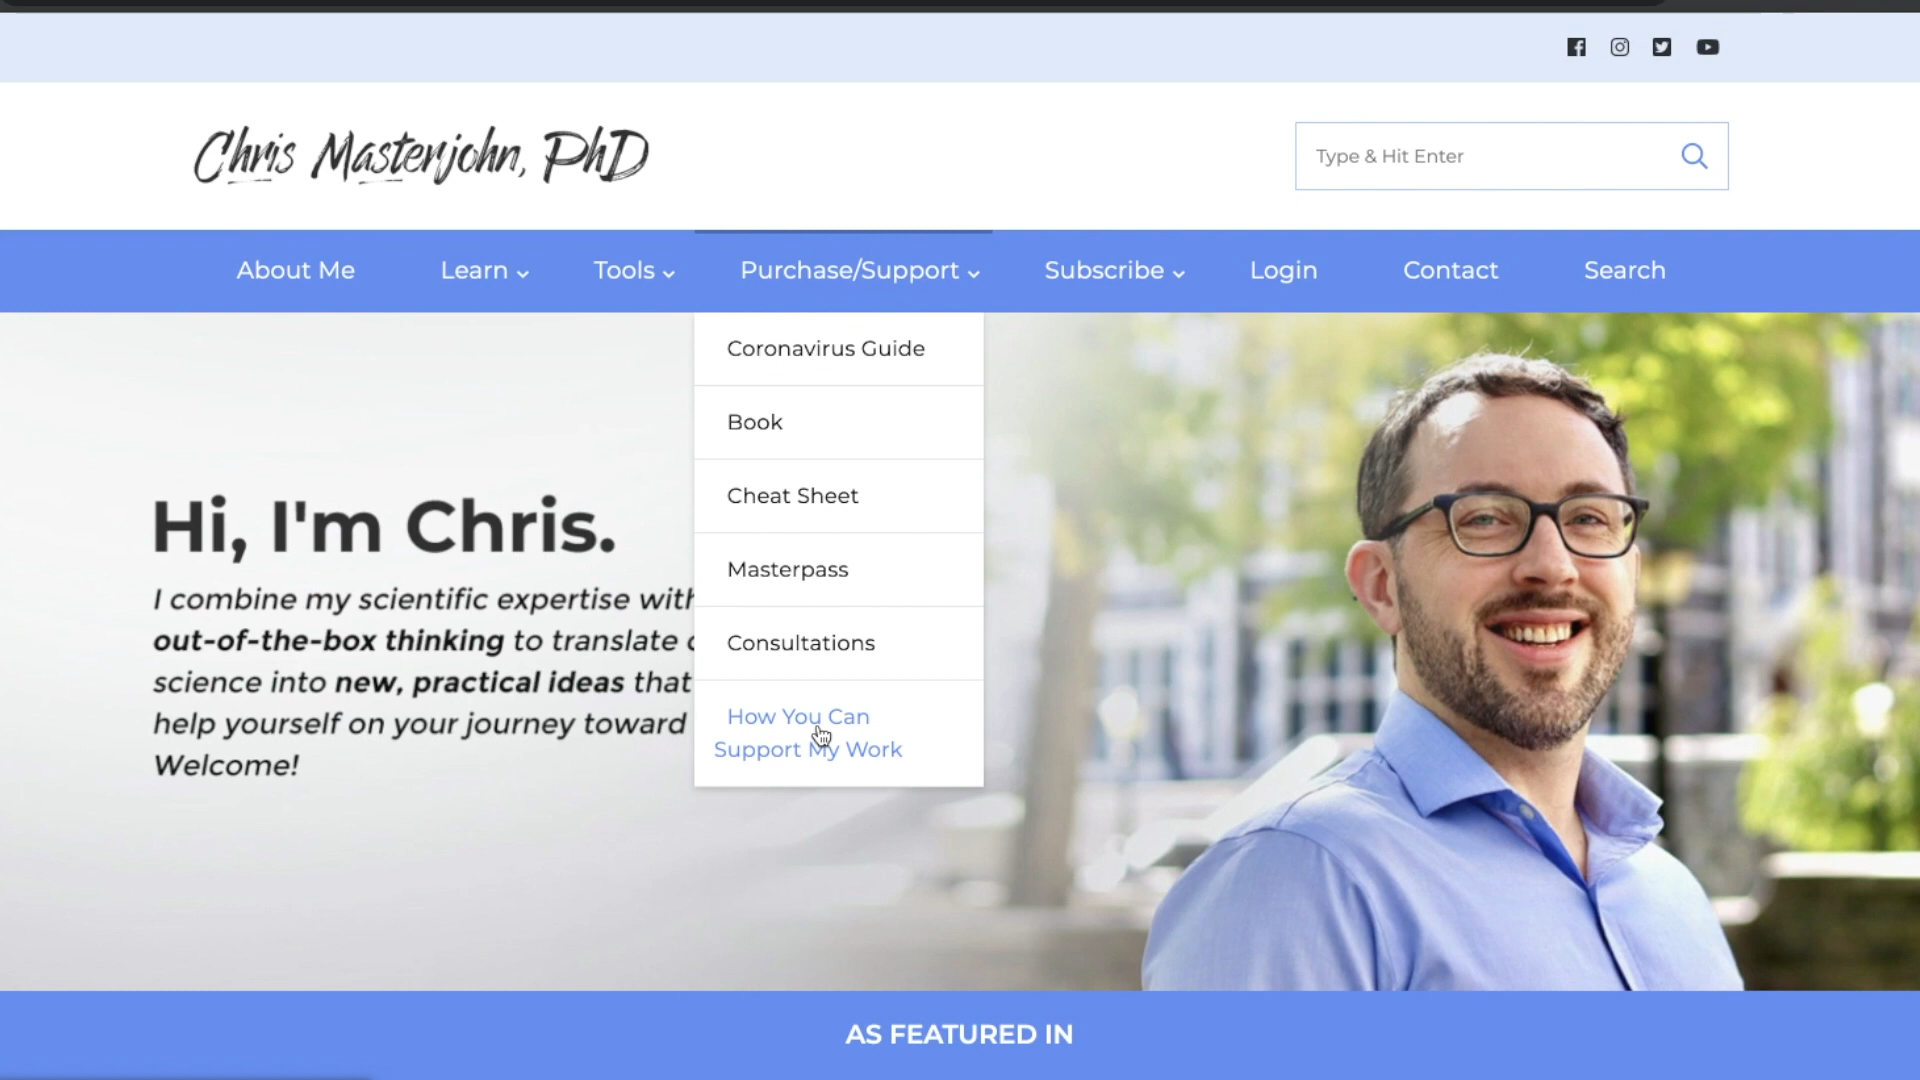 Chris Masterjohn, PhD
Type & Hit Enter
About Me
Learn
Tools
Purchase/Support
Subscribe
Login
Contact
Search
Coronavirus Guide
Book
Cheat Sheet
Masterpass
Consultations
How You Can
Support My Work
Hi, I'm Chris.
I combine my scientific expertise with
out-of-the-box thinking to translate
science into new, practical ideas that
help yourself on your journey toward
Welcome!
AS FEATURED IN